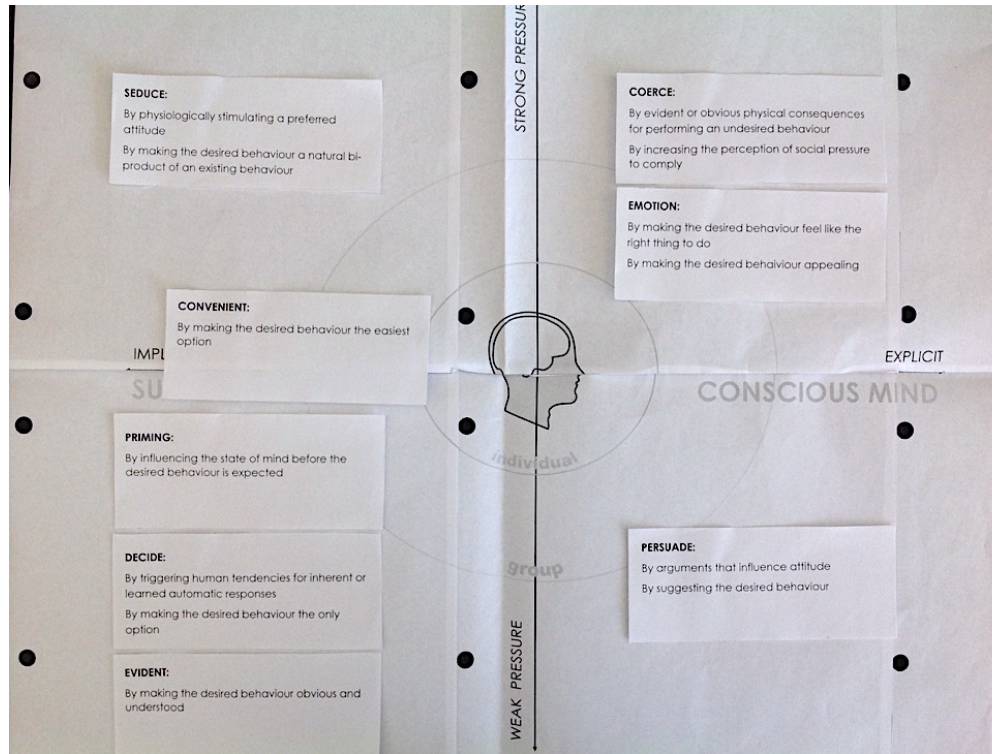 STRONG PRESSURE
SEDUCE:
By physiologically stimulating a preferred
attitude
By making the desired behaviour a natural bi-
product of an existing behaviour
COERCE:
By evident or obvious physical consequences
for performing an undesired behaviour
By increasing the perception of social pressure
to comply
EMOTION:
By making the desired behaviour feel like the
right thing to do
By making the desired behaiviour appealing
CONVENIENT:
By making the desired behaviour the easiest
option
IMPL
EXPLICIT
SU
CONSCIOUS MIND
individual
group
PRIMING:
By influencing the state of mind before the
desired behaviour is expected
DECIDE:
By triggering human tendencies for inherent or
learned automatic responses
By making the desired behaviour the only
option
EVIDENT:
By making the desired behaviour obvious and
understood
PERSUADE:
By arguments that influence attitude
By suggesting the desired behaviour
WEAK PRESSURE